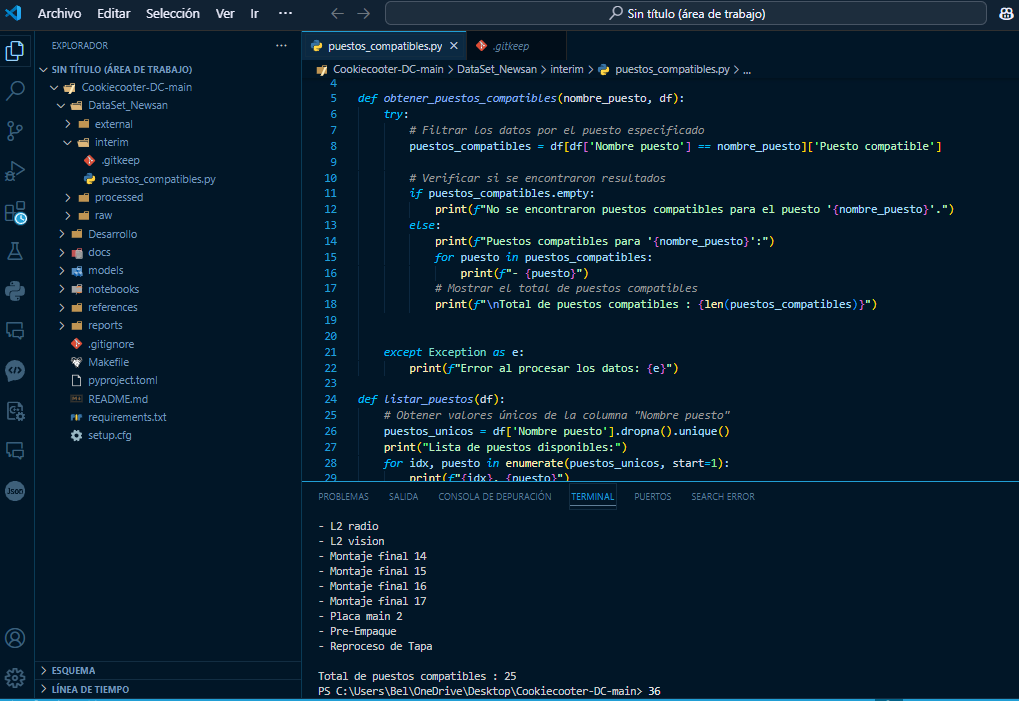 Archivo Editar Selección Ver Ir ··· Sin título (área de trabajo)
EXPLORADOR ···
SIN TÍTULO (ÁREA DE TRABAJO)
Cookiecooter-DC-main
DataSet_Newsan
external
interim
.gitkeep
puestos_compatibles.py
processed
raw
Desarrollo
docs
models
notebooks
references
reports
.gitignore
Makefile
pyproject.toml
README.md
requirements.txt
setup.cfg
ESQUEMA
LÍNEA DE TIEMPO
Json
puestos_compatibles.py .gitkeep
Cookiecooter-DC-main > DataSet_Newsan > interim > puestos_compatibles.py > ...
4
5 def obtener_puestos_compatibles(nombre_puesto, df):
6 try:
7 # Filtrar los datos por el puesto especificado
8 puestos_compatibles = df[df['Nombre puesto'] == nombre_puesto]['Puesto compatible']
9
10 # Verificar si se encontraron resultados
11 if puestos_compatibles.empty:
12 print(f"No se encontraron puestos compatibles para el puesto '{nombre_puesto}'.")
13 else:
14 print(f"Puestos compatibles para '{nombre_puesto}':")
15 for puesto in puestos_compatibles:
16 print(f"- {puesto}")
17 # Mostrar el total de puestos compatibles
18 print(f"\nTotal de puestos compatibles : {len(puestos_compatibles)}")
19
20
21 except Exception as e:
22 print(f"Error al procesar los datos: {e}")
23
24 def listar_puestos(df):
25 # Obtener valores únicos de la columna "Nombre puesto"
26 puestos_unicos = df['Nombre puesto'].dropna().unique()
27 print("Lista de puestos disponibles:")
28 for idx, puesto in enumerate(puestos_unicos, start=1):
29 print(f"{idx}. {puesto}")
PROBLEMAS SALIDA CONSOLA DE DEPURACIÓN TERMINAL PUERTOS SEARCH ERROR
- L2 radio
- L2 vision
- Montaje final 14
- Montaje final 15
- Montaje final 16
- Montaje final 17
- Placa main 2
- Pre-Empaque
- Reproceso de Tapa
Total de puestos compatibles : 25
PS C:\Users\Bel\OneDrive\Desktop\Cookiecooter-DC-main> 36